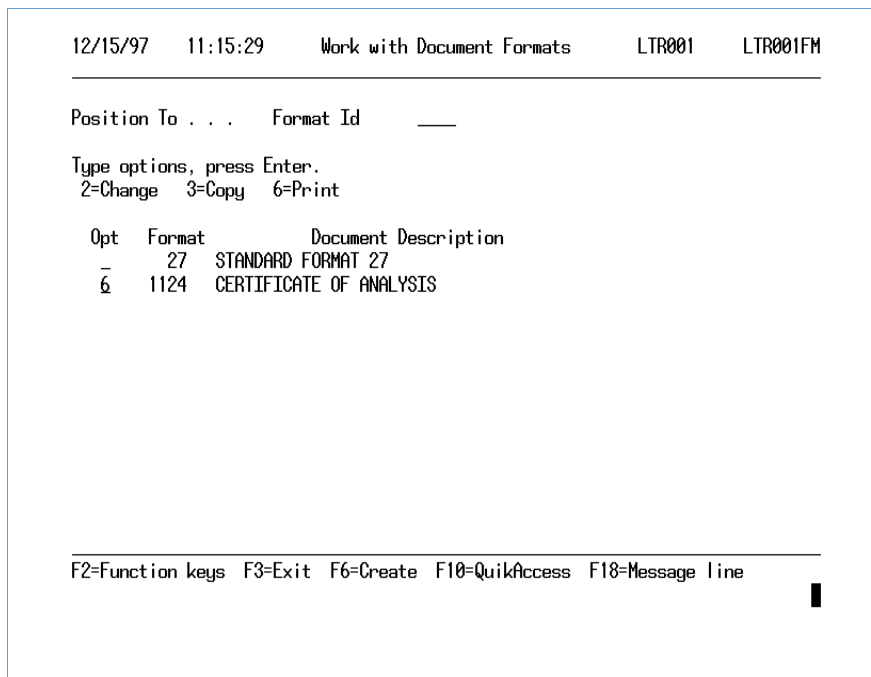 12/15/97 11:15:29 Work with Document Formats LTR001 LTR001FM
Position To . . . Format Id ____
Type options, press Enter.
2=Change 3=Copy 6=Print
Opt Format Document Description
_ 27 STANDARD FORMAT 27
6 1124 CERTIFICATE OF ANALYSIS
F2=Function keys F3=Exit F6=Create F10=QuikAccess F18=Message line